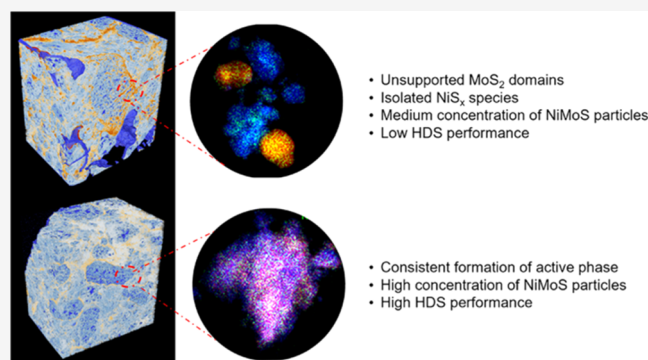 • Unsupported MoS₂ domains
• Isolated NiSₓ species
• Medium concentration of NiMoS particles
• Low HDS performance
• Consistent formation of active phase
• High concentration of NiMoS particles
• High HDS performance